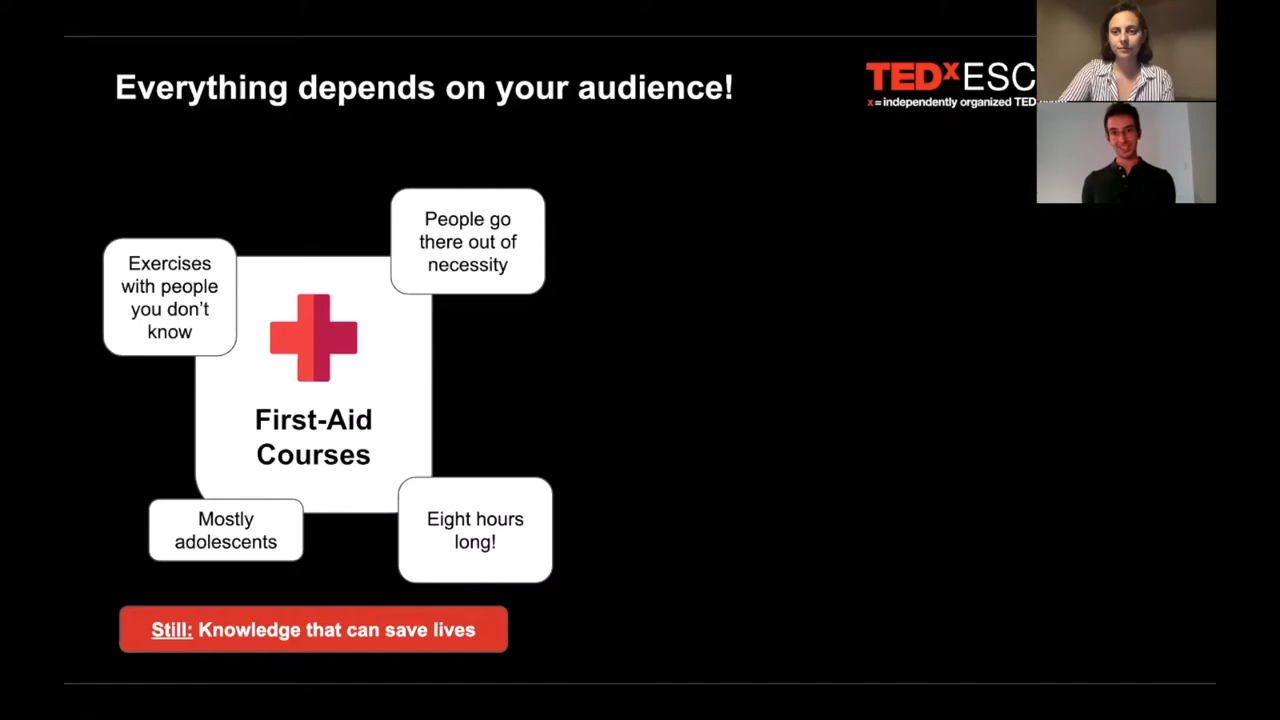 Everything depends on your audience!
TEDxESC
x = independently organized TED
People go
there out of
necessity
Exercises
with people
you don't
know
First-Aid
Courses
Mostly
adolescents
Eight hours
long!
Still: Knowledge that can save lives